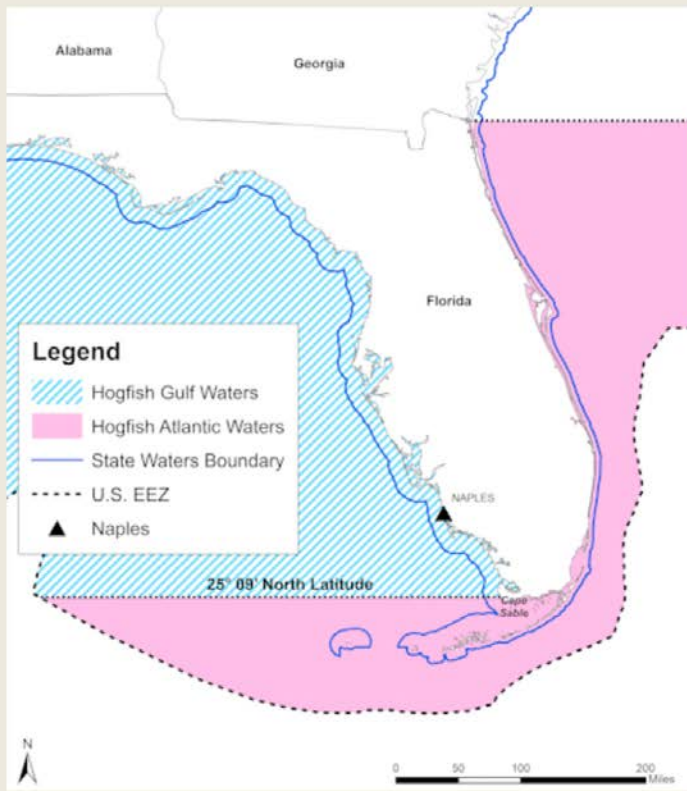 Alabama
Georgia
Florida
Legend
Hogfish Gulf Waters
Hogfish Atlantic Waters
State Waters Boundary
U.S. EEZ
Naples
NAPLES
25° 09' North Latitude
Cape
Sable
N
0 50 100 200
Miles